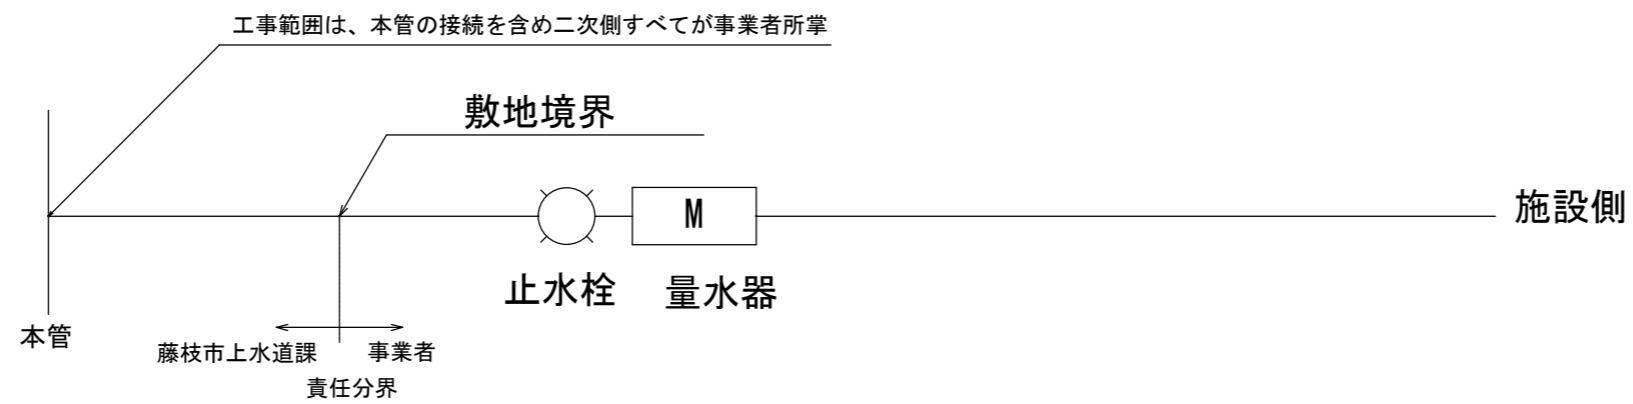 工事範囲は、本管の接続を含め二次側すべてが事業者所掌
敷地境界
M
施設側
止水栓
量水器
本管
藤枝市上水道課
事業者
責任分界